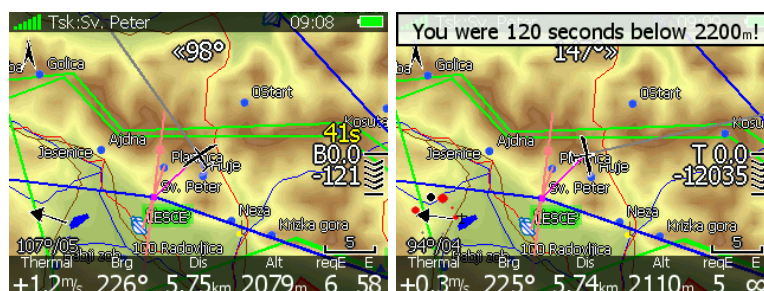 Tsk:Sv. Peter 09:08
«98°
Golica
0Start
Kosuta
41s
Ajdna
Jesenice
B0.0
Huje
-121
Sv. Peter
LESCE
Neza
Krizka gora
107°/05
100 Radovljica
5
Thermal Brg Dis Alt reqE E
+1.2m/s 226° 5.75km 2079m 6 58
You were 120 seconds below 2200m!
147°»
Golica
0Start
Ajdna
Jesenice
T 0.0
Huje
-12035
Sv. Peter
LESCE
Neza
Krizka gora
94°/04
100 Radovljica
5
Thermal Brg Dis Alt reqE E
+0.3m/s 225° 5.74km 2110m 5 ∞